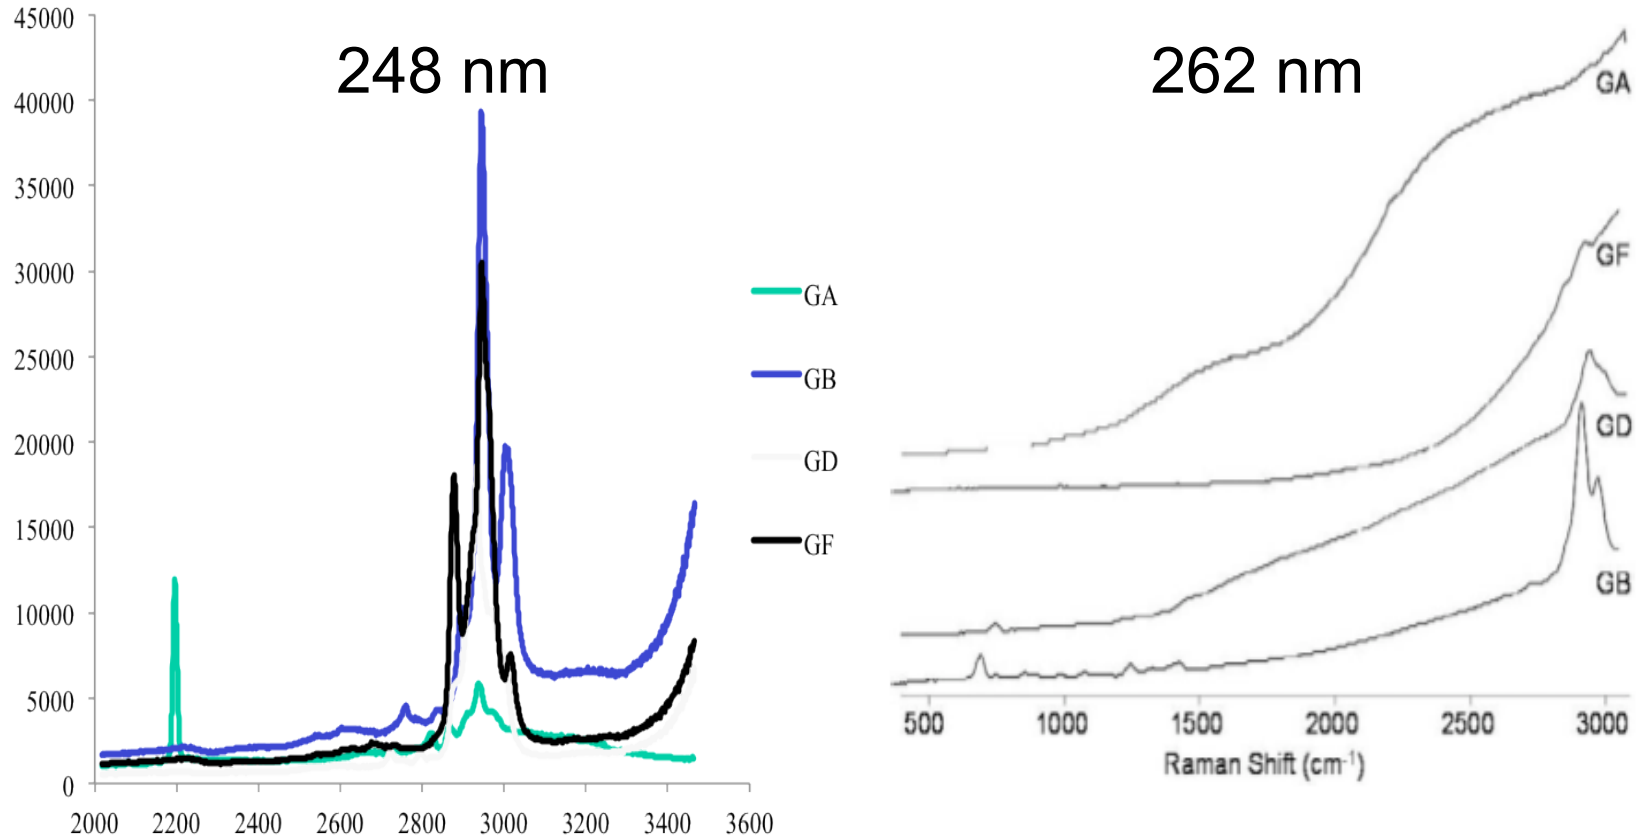 248 nm
262 nm
45000
40000
35000
30000
25000
20000
15000
10000
5000
0
2000 2200 2400 2600 2800 3000 3200 3400 3600
GA
GB
GD
GF
GA
GF
GD
GB
500 1000 1500 2000 2500 3000
Raman Shift (cm-1)